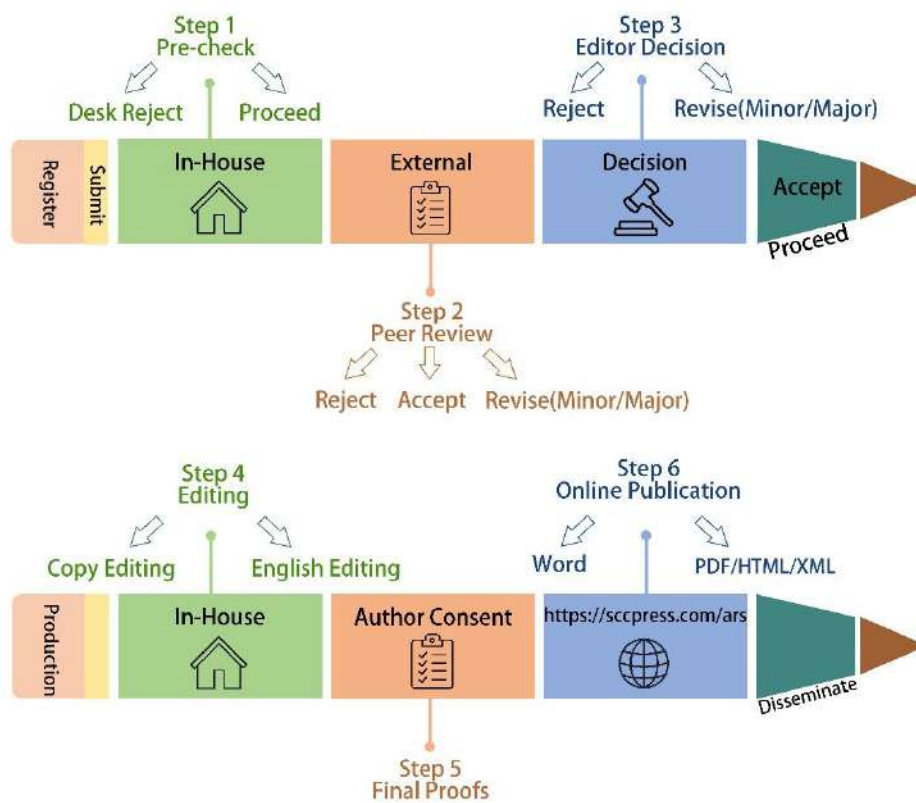 Step 1
Pre-check
Desk Reject
Proceed
Step 3
Editor Decision
Reject
Revise(Minor/Major)
Register
Submit
In-House
External
Decision
Accept
Proceed
Step 2
Peer Review
Reject
Accept
Revise(Minor/Major)
Step 4
Editing
Copy Editing
English Editing
Step 6
Online Publication
Word
PDF/HTML/XML
Production
In-House
Author Consent
https://sccpress.com/ars
Disseminate
Step 5
Final Proofs